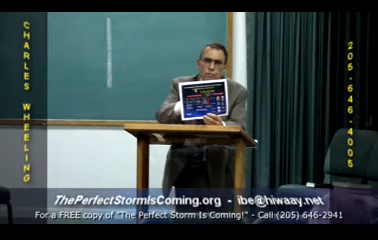 CHARLES WHEELING
205-646-4005
ThePerfectStormIsComing.org - ibe@hiwaay.net
For a FREE copy of "The Perfect Storm Is Coming!" - Call (205) 646-2941